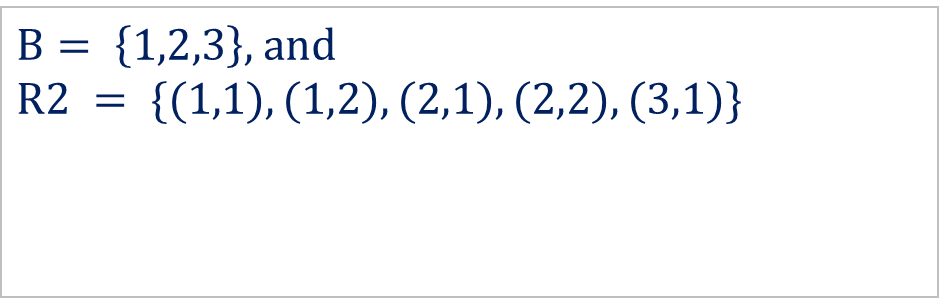 B = {1,2,3}, and
R2 = {(1,1), (1,2), (2,1), (2,2), (3,1)}